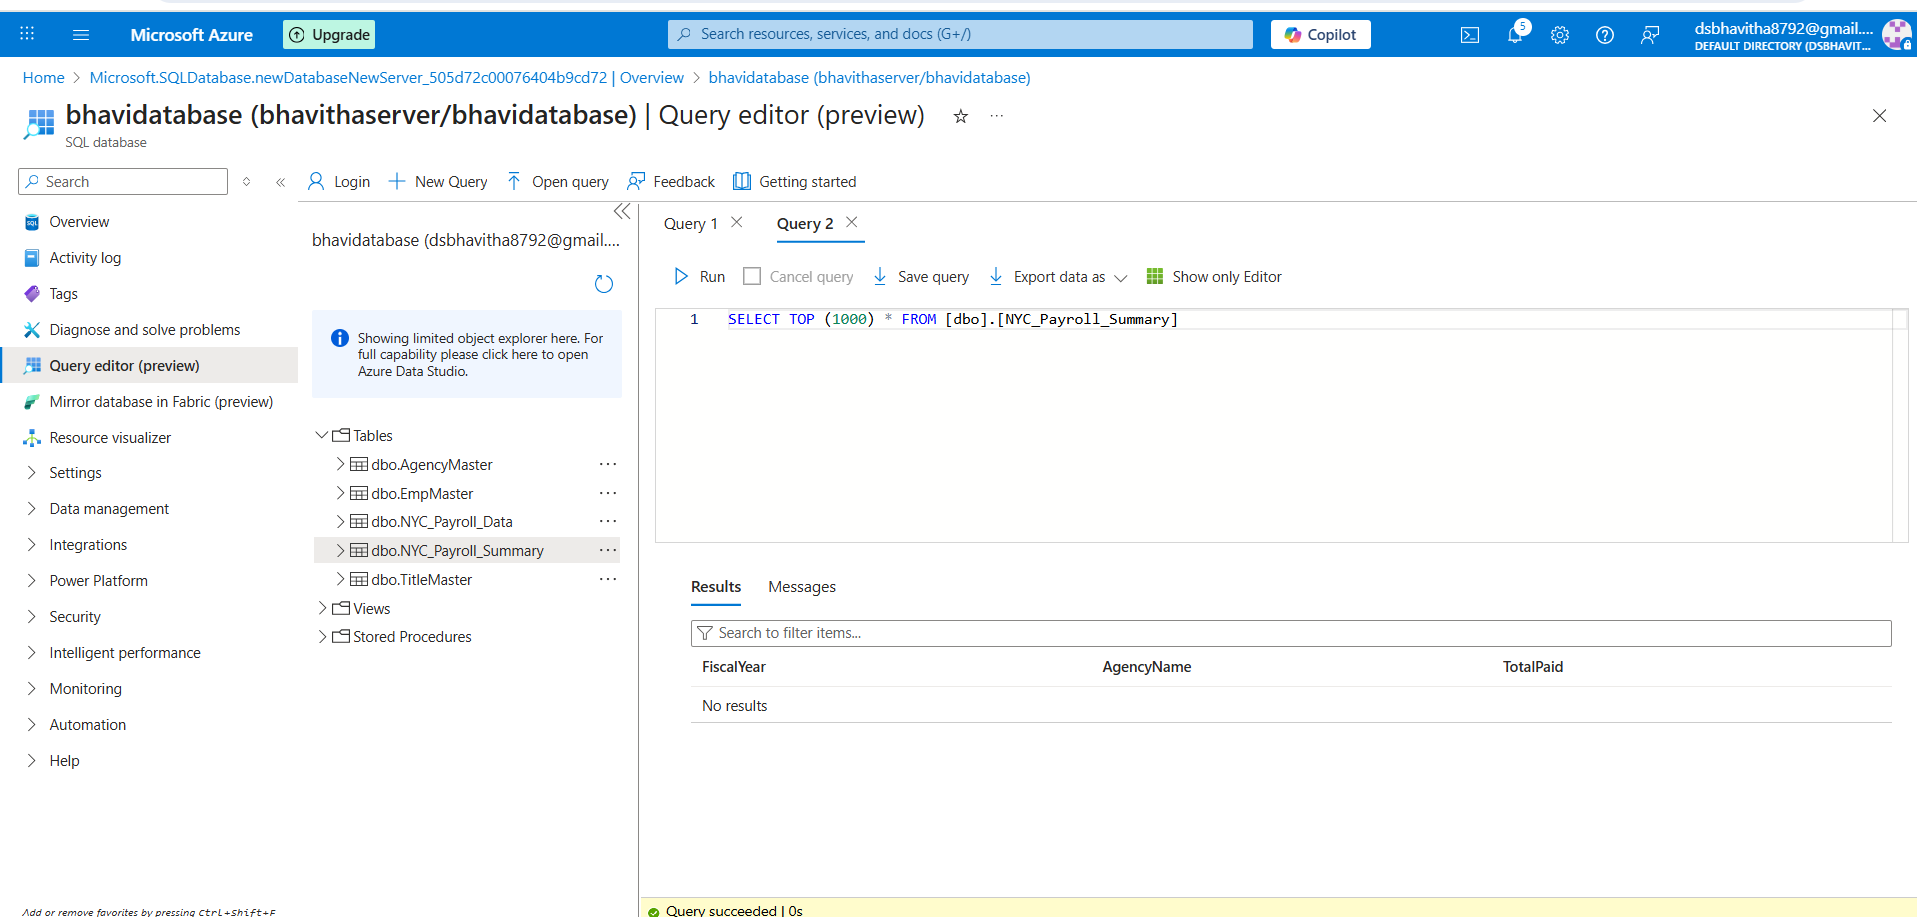 Microsoft Azure
Upgrade
Search resources, services, and docs (G+/)
Copilot
5
dsbhavitha8792@gmail....
DEFAULT DIRECTORY (DSBHAVIT...
Home > Microsoft.SQLDatabase.newDatabaseNewServer_505d72c00076404b9cd72 | Overview > bhavidatabase (bhavithaserver/bhavidatabase)
bhavidatabase (bhavithaserver/bhavidatabase) | Query editor (preview)
SQL database
Search
Login
New Query
Open query
Feedback
Getting started
Overview
Activity log
Tags
Diagnose and solve problems
Query editor (preview)
Mirror database in Fabric (preview)
Resource visualizer
Settings
Data management
Integrations
Power Platform
Security
Intelligent performance
Monitoring
Automation
Help
Add or remove favorites by pressing Ctrl+Shift+F
bhavidatabase (dsbhavitha8792@gmail....
Showing limited object explorer here. For
full capability please click here to open
Azure Data Studio.
Tables
dbo.AgencyMaster
dbo.EmpMaster
dbo.NYC_Payroll_Data
dbo.NYC_Payroll_Summary
dbo.TitleMaster
Views
Stored Procedures
Query 1
Query 2
Run
Cancel query
Save query
Export data as
Show only Editor
1 SELECT TOP (1000) * FROM [dbo].[NYC_Payroll_Summary]
Results
Messages
Search to filter items...
FiscalYear AgencyName TotalPaid
No results
Query succeeded | 0s